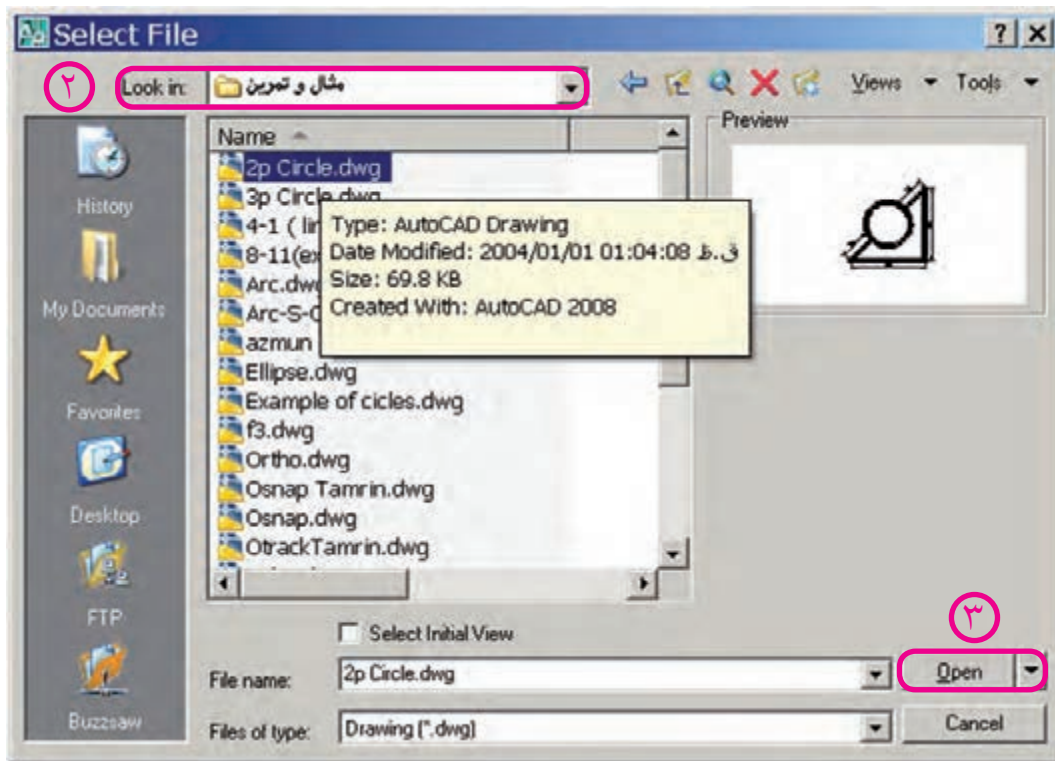 Select File
۲
Look in: مثال و تمرین
Views Tools
History
My Documents
Favorites
Desktop
FTP
Buzzsaw
Name
2p Circle.dwg
3p Circle.dwg
4-1 ( lin
8-11(ex
Arc.dwg
Arc-S-C
azmun
Ellipse.dwg
Example of cicles.dwg
f3.dwg
Ortho.dwg
Osnap Tamrin.dwg
Osnap.dwg
OtrackTamrin.dwg
Type: AutoCAD Drawing
Date Modified: 2004/01/01 01:04:08 ق.ظ
Size: 69.8 KB
Created With: AutoCAD 2008
Preview
Select Initial View
۳
File name: 2p Circle.dwg
Open
Files of type: Drawing (*.dwg)
Cancel